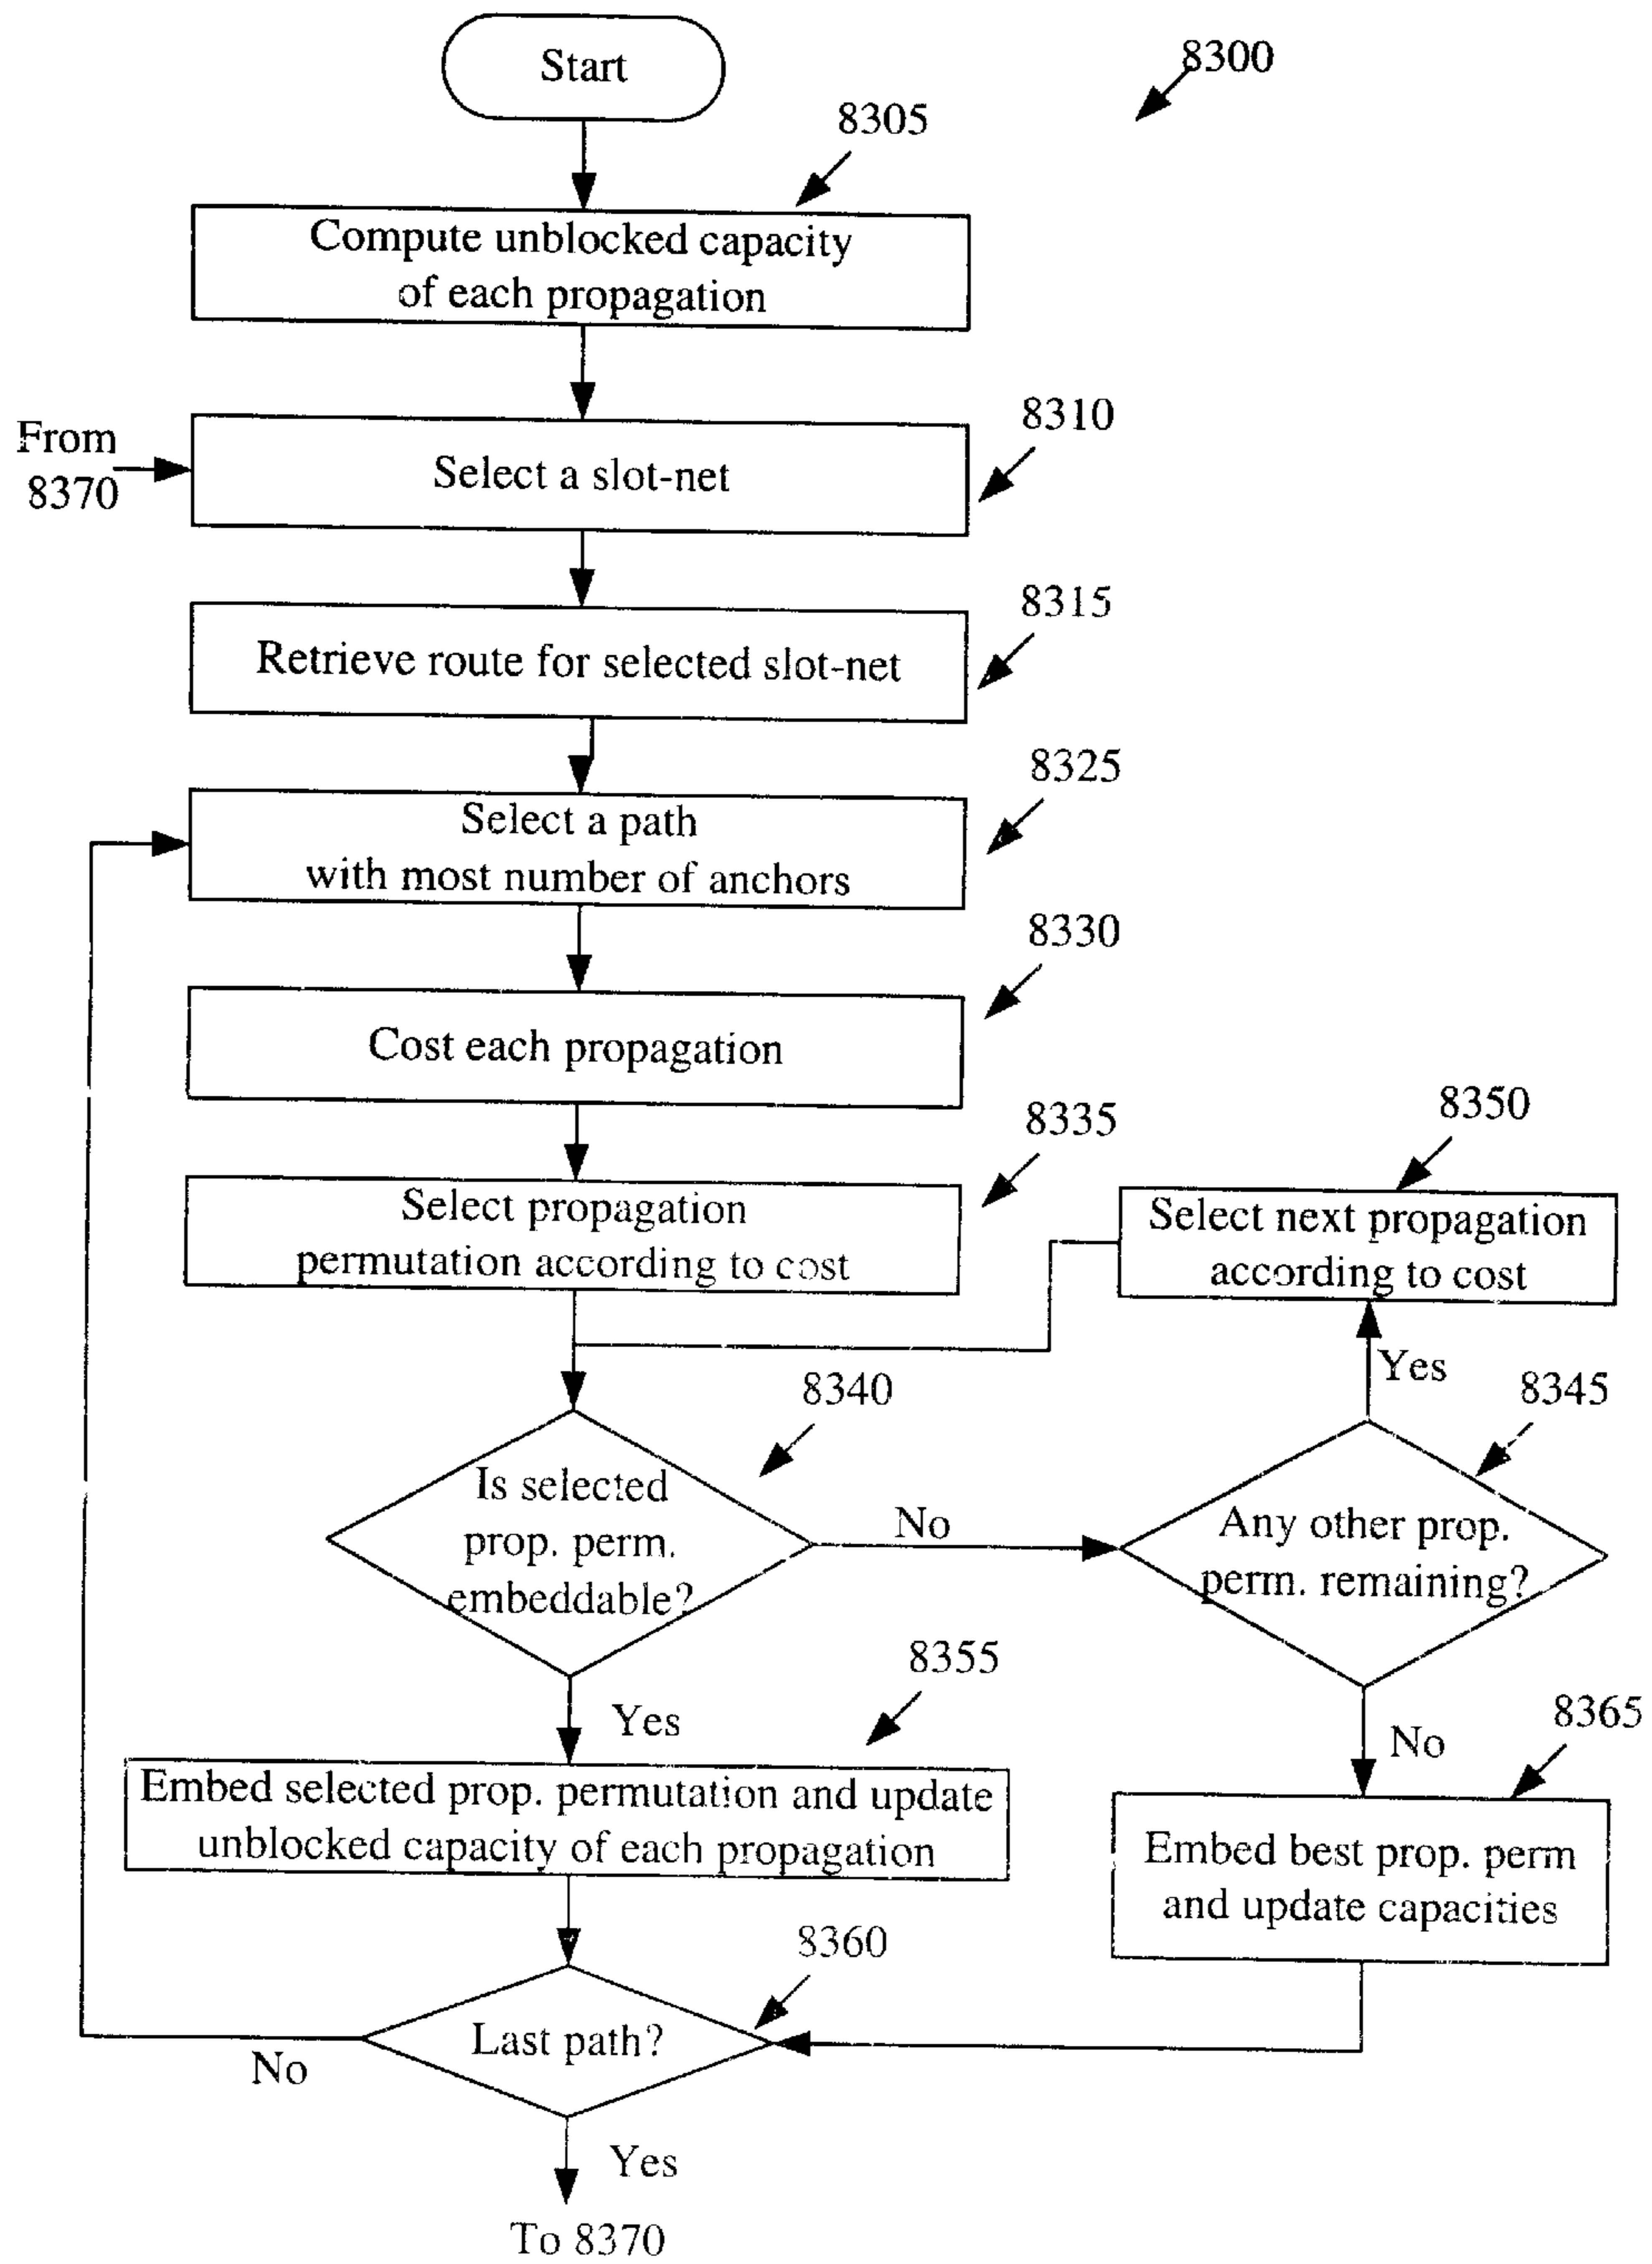 Start
8300
8305
Compute unblocked capacity
of each propagation
From
8370
8310
Select a slot-net
8315
Retrieve route for selected slot-net
8325
Select a path
with most number of anchors
8330
Cost each propagation
8335
Select propagation
permutation according to cost
8350
Select next propagation
according to cost
Yes
8340
8345
Is selected
prop. perm.
embeddable?
No
Any other prop.
perm. remaining?
8355
Yes
No
8365
Embed selected prop. permutation and update
unblocked capacity of each propagation
Embed best prop. perm
and update capacities
8360
Last path?
No
Yes
To 8370